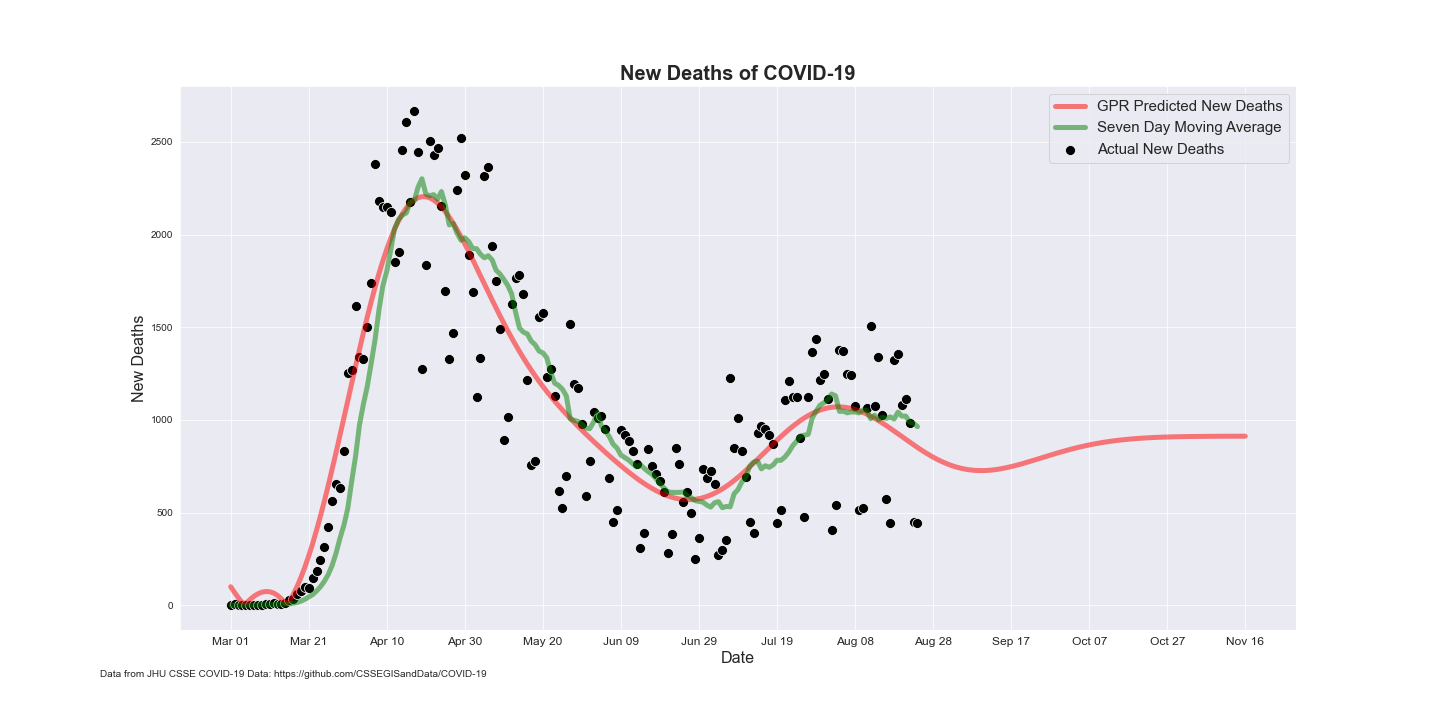 New Deaths of COVID-19
GPR Predicted New Deaths
Seven Day Moving Average
Actual New Deaths
New Deaths
2500
2000
1500
1000
500
0
Mar 01 Mar 21 Apr 10 Apr 30 May 20 Jun 09 Jun 29 Jul 19 Aug 08 Aug 28 Sep 17 Oct 07 Oct 27 Nov 16
Date
Data from JHU CSSE COVID-19 Data: https://github.com/CSSEGISandData/COVID-19